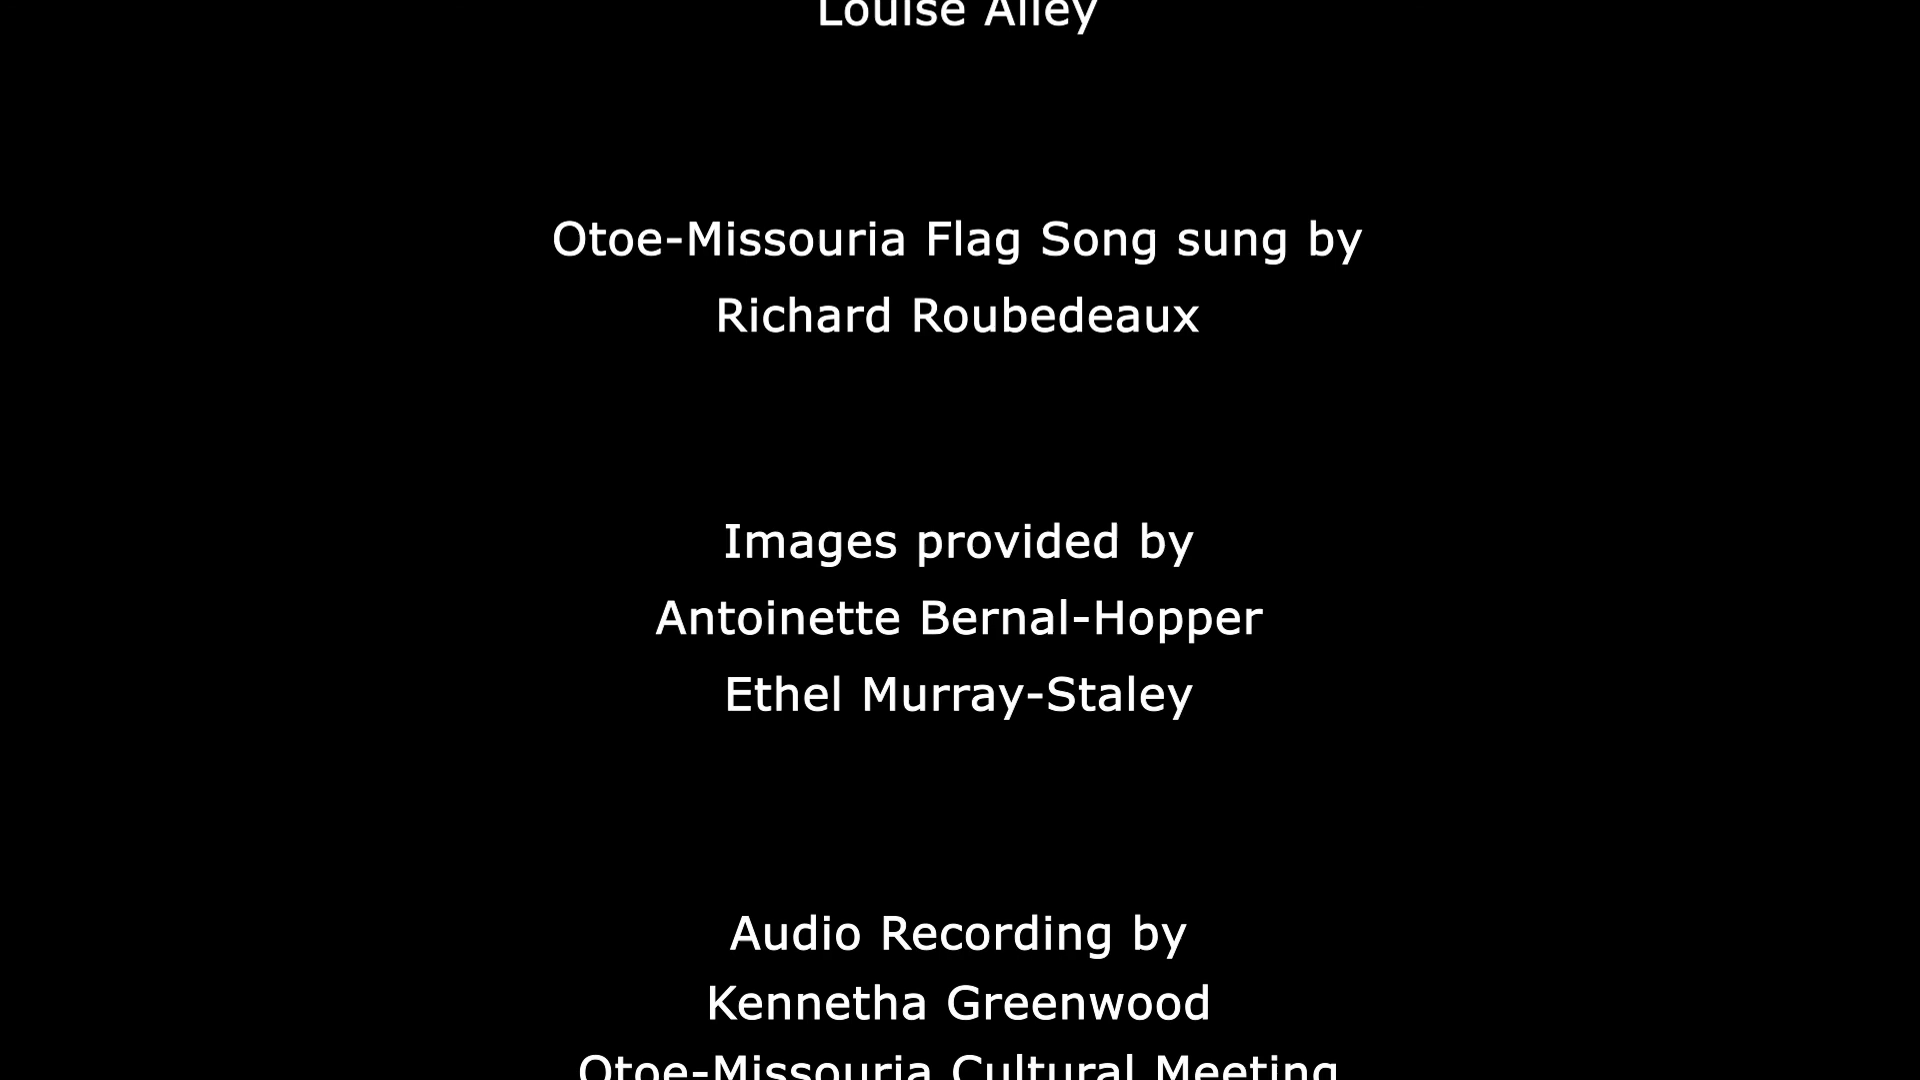 Louise Alley
Otoe-Missouria Flag Song sung by
Richard Roubedeaux
Images provided by
Antoinette Bernal-Hopper
Ethel Murray-Staley
Audio Recording by
Kennetha Greenwood
Otoe-Missouria Cultural Meeting